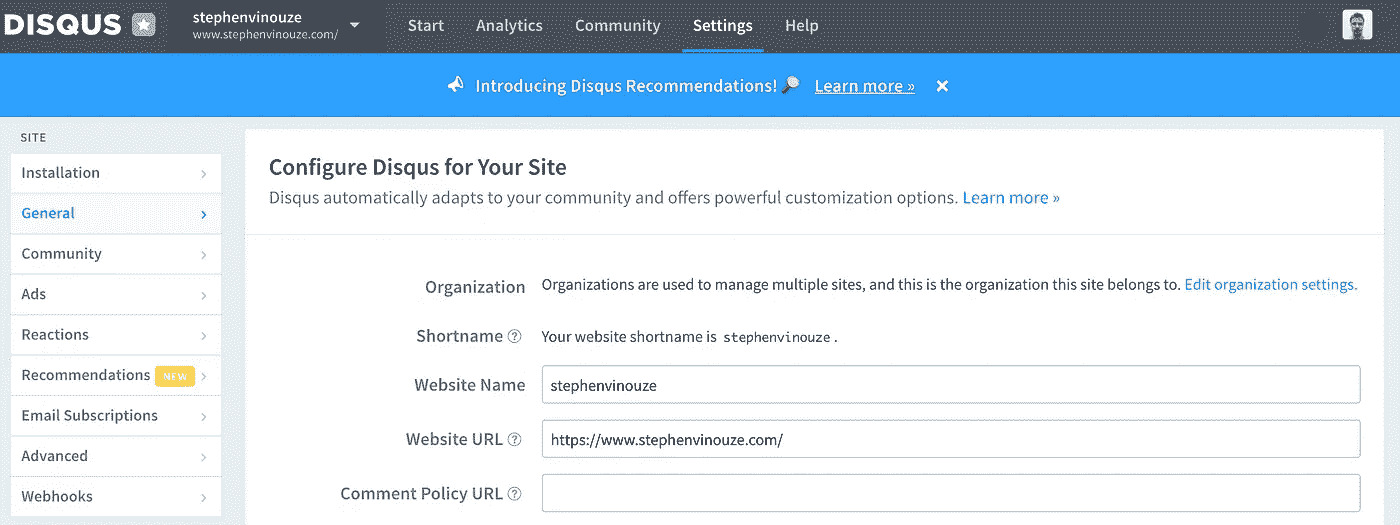 DISQUS
stephenvinouze
www.stephenvinouze.com/
Start Analytics Community Settings Help
Introducing Disqus Recommendations! Learn more »
SITE
Installation
General
Community
Ads
Reactions
Recommendations NEW
Email Subscriptions
Advanced
Webhooks
Configure Disqus for Your Site
Disqus automatically adapts to your community and offers powerful customization options. Learn more »
Organization Organizations are used to manage multiple sites, and this is the organization this site belongs to. Edit organization settings.
Shortname Your website shortname is stephenvinouze.
Website Name stephenvinouze
Website URL https://www.stephenvinouze.com/
Comment Policy URL